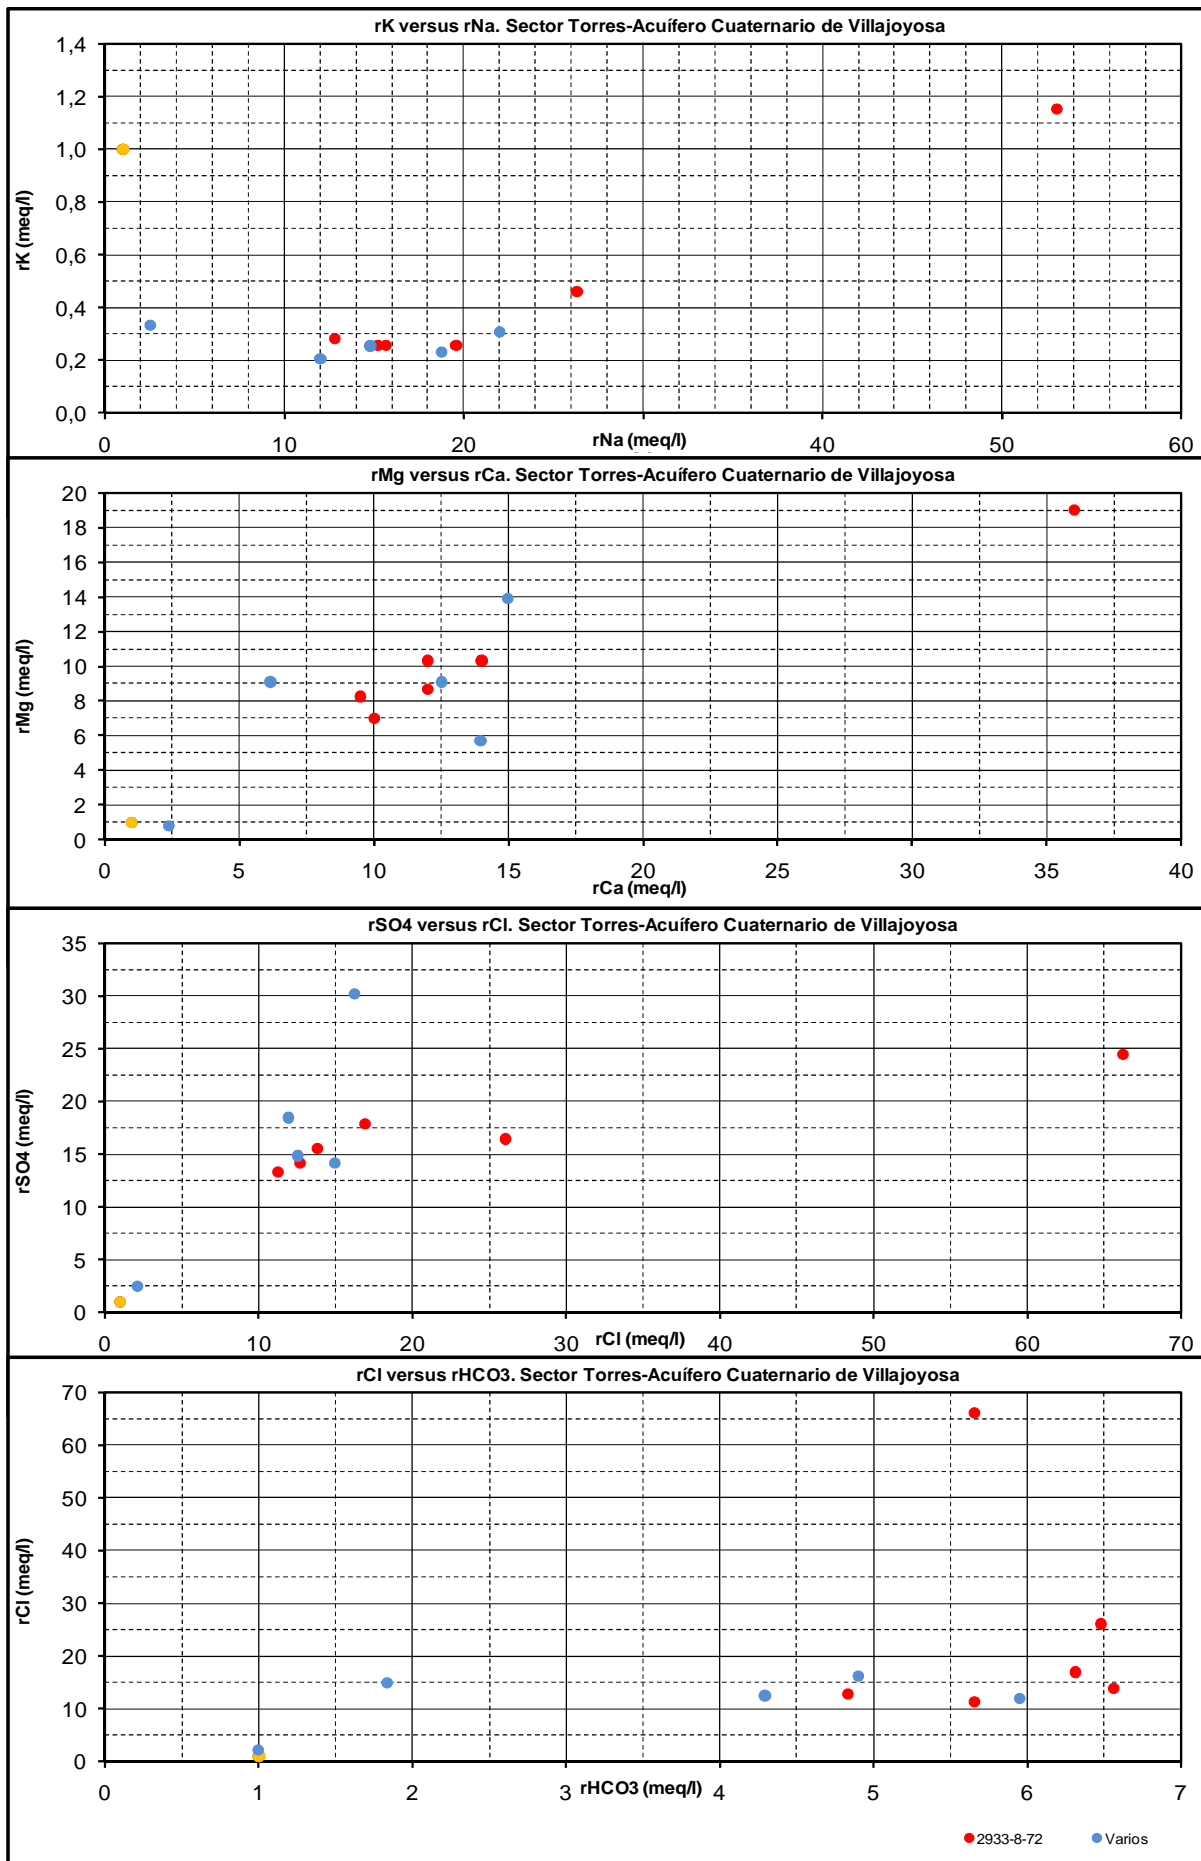 rK versus rNa. Sector Torres-Acuífero Cuaternario de Villajoyosa
1,4
1,2
1,0
0,8
0,6
0,4
0,2
0,0
rK (meq/l)
0 10 20 40 50 60
rNa (meq/l)
rMg versus rCa. Sector Torres-Acuífero Cuaternario de Villajoyosa
20
18
16
14
12
10
8
6
4
2
0
rMg (meq/l)
0 5 10 15 20 25 30 35 40
rCa (meq/l)
rSO4 versus rCl. Sector Torres-Acuífero Cuaternario de Villajoyosa
35
30
25
20
15
10
5
0
rSO4 (meq/l)
0 10 20 30 40 50 60 70
rCl (meq/l)
rCl versus rHCO3. Sector Torres-Acuífero Cuaternario de Villajoyosa
70
60
50
40
30
20
10
0
rCl (meq/l)
0 1 2 3 4 5 6 7
rHCO3 (meq/l)
2933-8-72 Varios